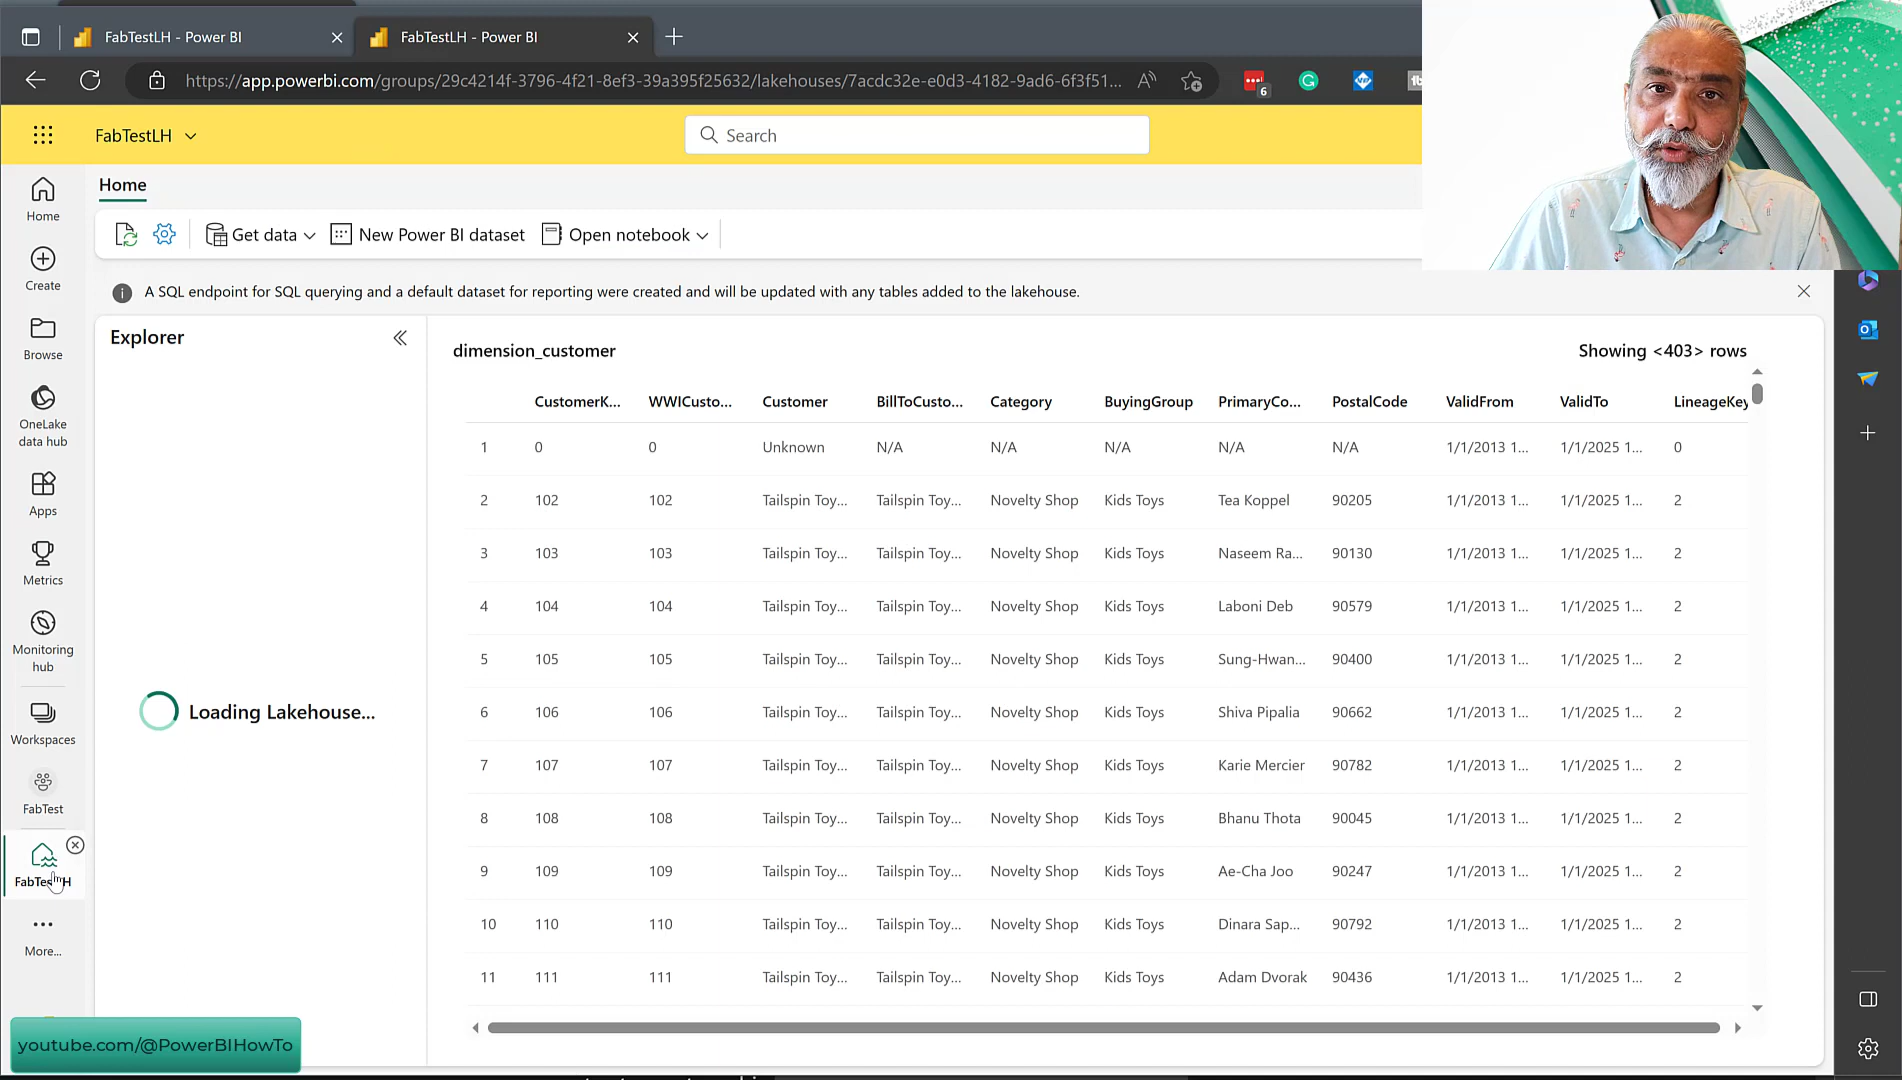 FabTestLH - Power BI
FabTestLH - Power BI
https://app.powerbi.com/groups/29c4214f-3796-4f21-8ef3-39a395f25632/lakehouses/7acdc32e-e0d3-4182-9ad6-6f3f51...
6
FabTestLH
Search
Home
Get data
New Power BI dataset
Open notebook
A SQL endpoint for SQL querying and a default dataset for reporting were created and will be updated with any tables added to the lakehouse.
Home
Create
Browse
OneLake
data hub
Apps
Metrics
Monitoring
hub
Workspaces
FabTest
More...
Explorer
Loading Lakehouse...
dimension_customer
Showing <403> rows
CustomerK... WWICusto... Customer BillToCusto... Category BuyingGroup PrimaryCo... PostalCode ValidFrom ValidTo LineageKey
1 0 0 Unknown N/A N/A N/A N/A N/A 1/1/2013 1... 1/1/2025 1... 0
2 102 102 Tailspin Toy... Tailspin Toy... Novelty Shop Kids Toys Tea Koppel 90205 1/1/2013 1... 1/1/2025 1... 2
3 103 103 Tailspin Toy... Tailspin Toy... Novelty Shop Kids Toys Naseem Ra... 90130 1/1/2013 1... 1/1/2025 1... 2
4 104 104 Tailspin Toy... Tailspin Toy... Novelty Shop Kids Toys Laboni Deb 90579 1/1/2013 1... 1/1/2025 1... 2
5 105 105 Tailspin Toy... Tailspin Toy... Novelty Shop Kids Toys Sung-Hwan... 90400 1/1/2013 1... 1/1/2025 1... 2
6 106 106 Tailspin Toy... Tailspin Toy... Novelty Shop Kids Toys Shiva Pipalia 90662 1/1/2013 1... 1/1/2025 1... 2
7 107 107 Tailspin Toy... Tailspin Toy... Novelty Shop Kids Toys Karie Mercier 90782 1/1/2013 1... 1/1/2025 1... 2
8 108 108 Tailspin Toy... Tailspin Toy... Novelty Shop Kids Toys Bhanu Thota 90045 1/1/2013 1... 1/1/2025 1... 2
9 109 109 Tailspin Toy... Tailspin Toy... Novelty Shop Kids Toys Ae-Cha Joo 90247 1/1/2013 1... 1/1/2025 1... 2
10 110 110 Tailspin Toy... Tailspin Toy... Novelty Shop Kids Toys Dinara Sap... 90792 1/1/2013 1... 1/1/2025 1... 2
11 111 111 Tailspin Toy... Tailspin Toy... Novelty Shop Kids Toys Adam Dvorak 90436 1/1/2013 1... 1/1/2025 1... 2
youtube.com/@PowerBIHowTo